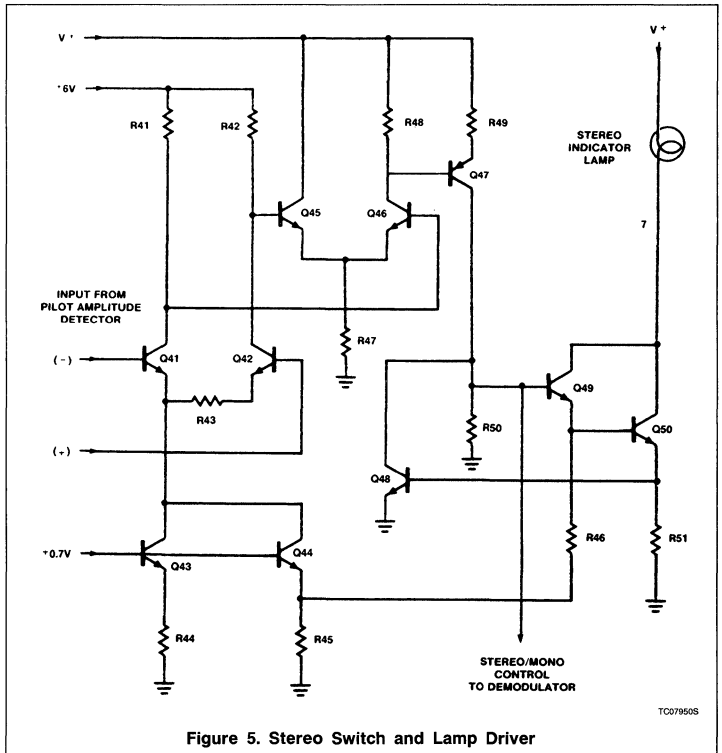 V+
V+
+6V
R41
R42
R48
R49
STEREO
INDICATOR
LAMP
Q47
Q45
Q46
7
INPUT FROM
PILOT AMPLITUDE
DETECTOR
R47
(−)
Q41
Q42
Q49
R43
R50
Q50
(+)
Q48
R46
R51
+0.7V
Q43
Q44
R44
R45
STEREO/MONO
CONTROL
TO DEMODULATOR
TC07950S
Figure 5. Stereo Switch and Lamp Driver